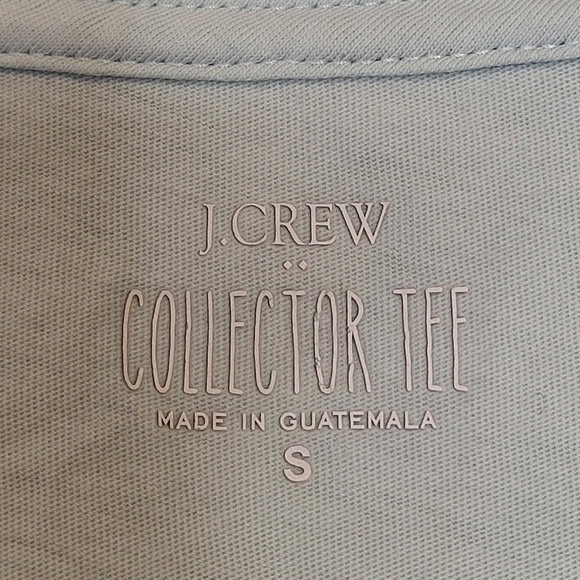 J.CREW
COLLECTOR TEE
MADE IN GUATEMALA
S